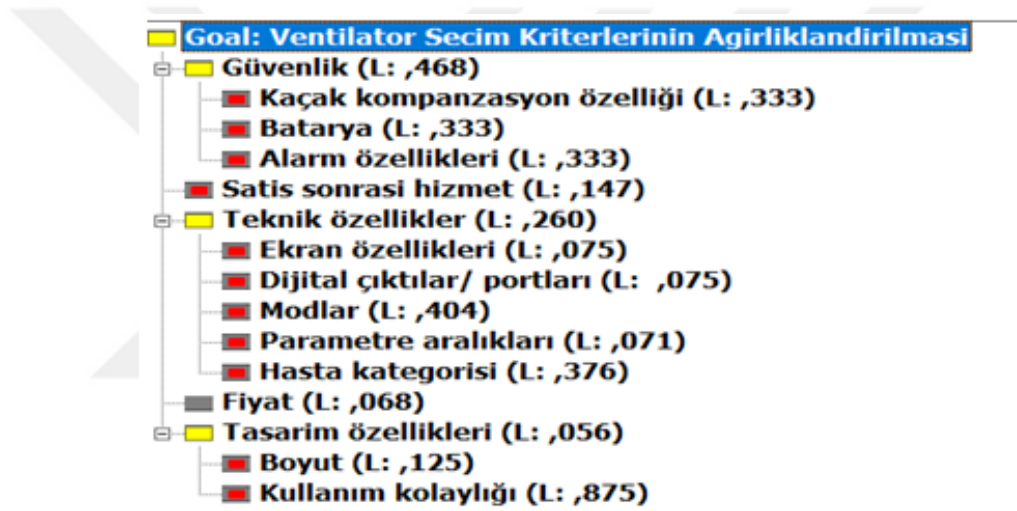 Goal: Ventilator Secim Kriterlerinin Agirliklandirilmasi
Güvenlik (L: ,468)
Kaçak kompanzasyon özelliği (L: ,333)
Batarya (L: ,333)
Alarm özellikleri (L: ,333)
Satis sonrasi hizmet (L: ,147)
Teknik özellikler (L: ,260)
Ekran özellikleri (L: ,075)
Dijital çıktılar/ portları (L: ,075)
Modlar (L: ,404)
Parametre aralıkları (L: ,071)
Hasta kategorisi (L: ,376)
Fiyat (L: ,068)
Tasarim özellikleri (L: ,056)
Boyut (L: ,125)
Kullanım kolaylığı (L: ,875)